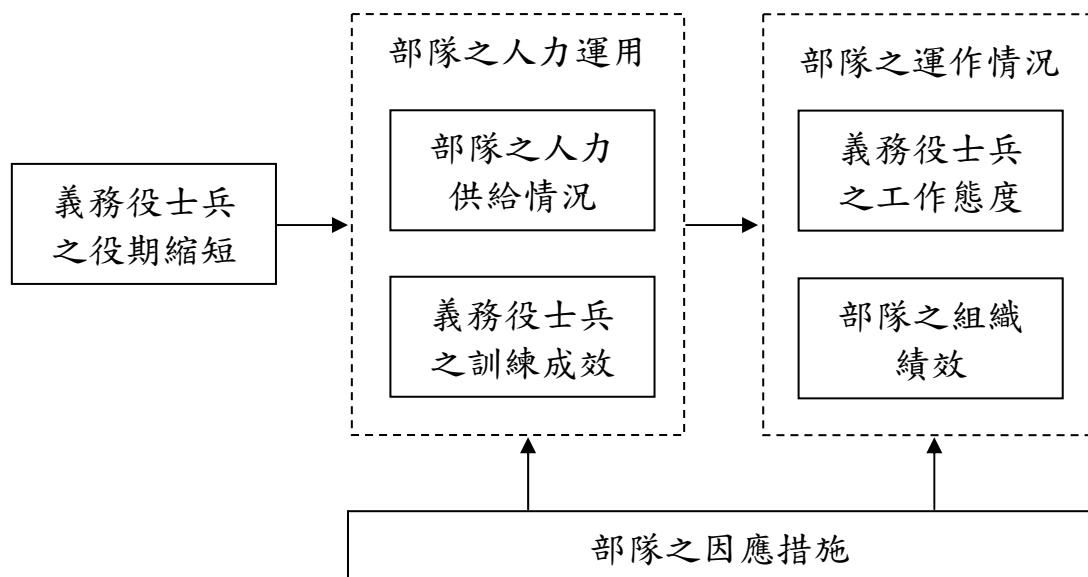 義務役士兵
之役期縮短
部隊之人力運用
部隊之人力
供給情況
義務役士兵
之訓練成效
部隊之運作情況
義務役士兵
之工作態度
部隊之組織
績效
部隊之因應措施